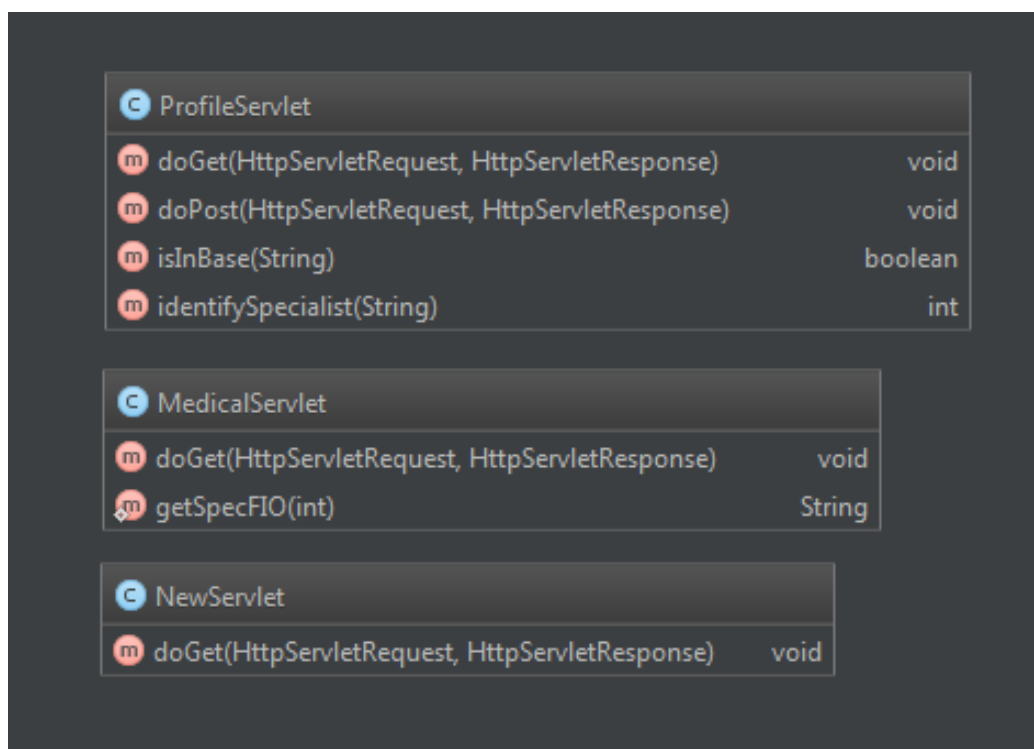 C ProfileServlet
m doGet(HttpServletRequest, HttpServletResponse) void
m doPost(HttpServletRequest, HttpServletResponse) void
m isInBase(String) boolean
m identifySpecialist(String) int
C MedicalServlet
m doGet(HttpServletRequest, HttpServletResponse) void
m getSpecFIO(int) String
C NewServlet
m doGet(HttpServletRequest, HttpServletResponse) void